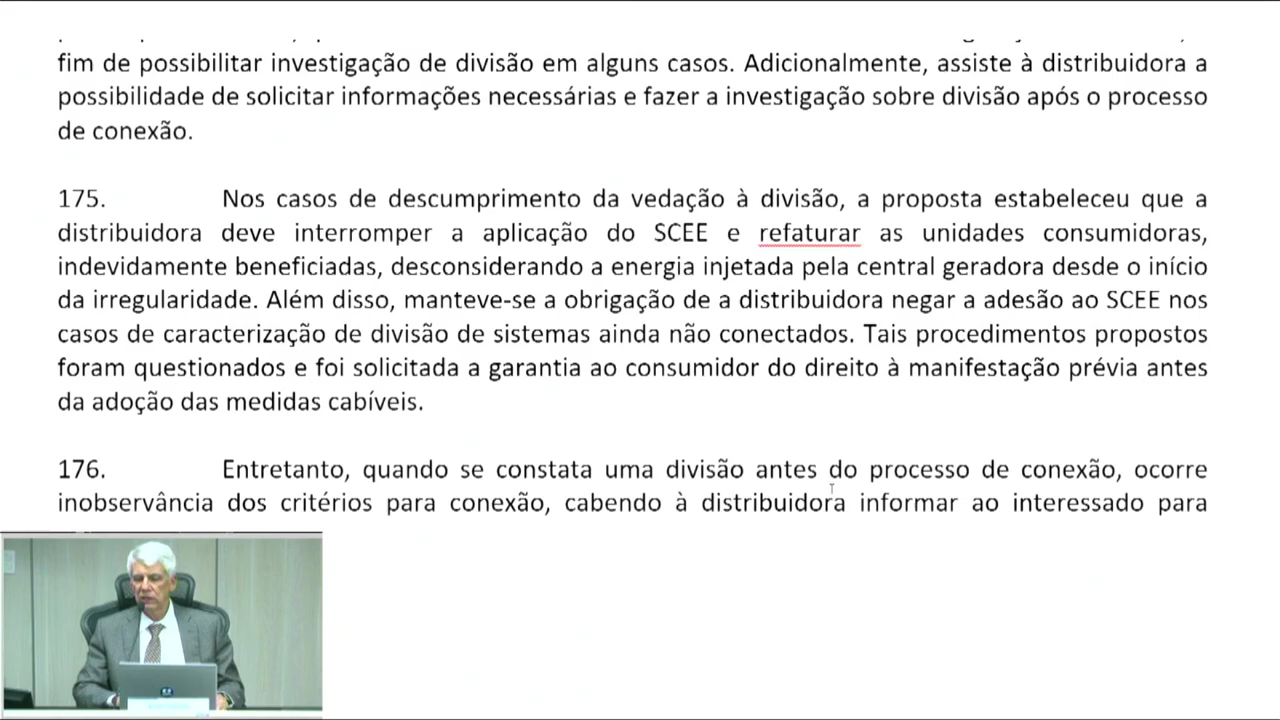 fim de possibilitar investigação de divisão em alguns casos. Adicionalmente, assiste à distribuidora a
possibilidade de solicitar informações necessárias e fazer a investigação sobre divisão após o processo
de conexão.
175. Nos casos de descumprimento da vedação à divisão, a proposta estabeleceu que a
distribuidora deve interromper a aplicação do SCEE e refaturar as unidades consumidoras,
indevidamente beneficiadas, desconsiderando a energia injetada pela central geradora desde o início
da irregularidade. Além disso, manteve-se a obrigação de a distribuidora negar a adesão ao SCEE nos
casos de caracterização de divisão de sistemas ainda não conectados. Tais procedimentos propostos
foram questionados e foi solicitada a garantia ao consumidor do direito à manifestação prévia antes
da adoção das medidas cabíveis.
176. Entretanto, quando se constata uma divisão antes do processo de conexão, ocorre
inobservância dos critérios para conexão, cabendo à distribuidora informar ao interessado para